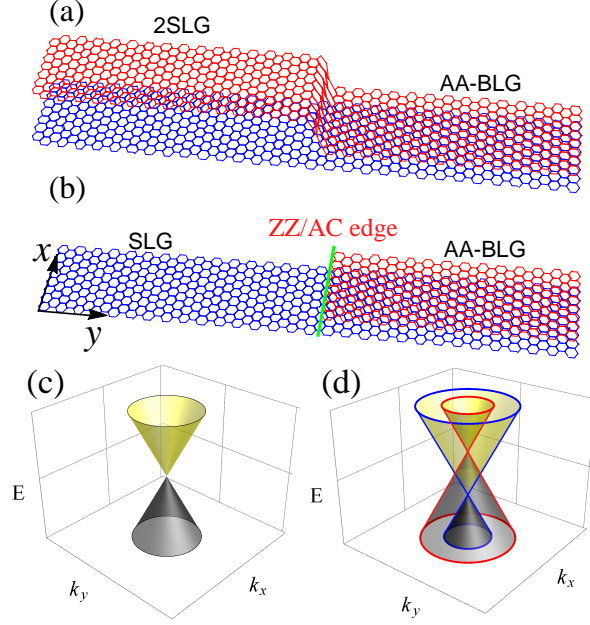 (a)
2SLG
AA-BLG
(b)
ZZ/AC edge
SLG
AA-BLG
x
y
(c)
(d)
E
E
k_y
k_x
k_y
k_x